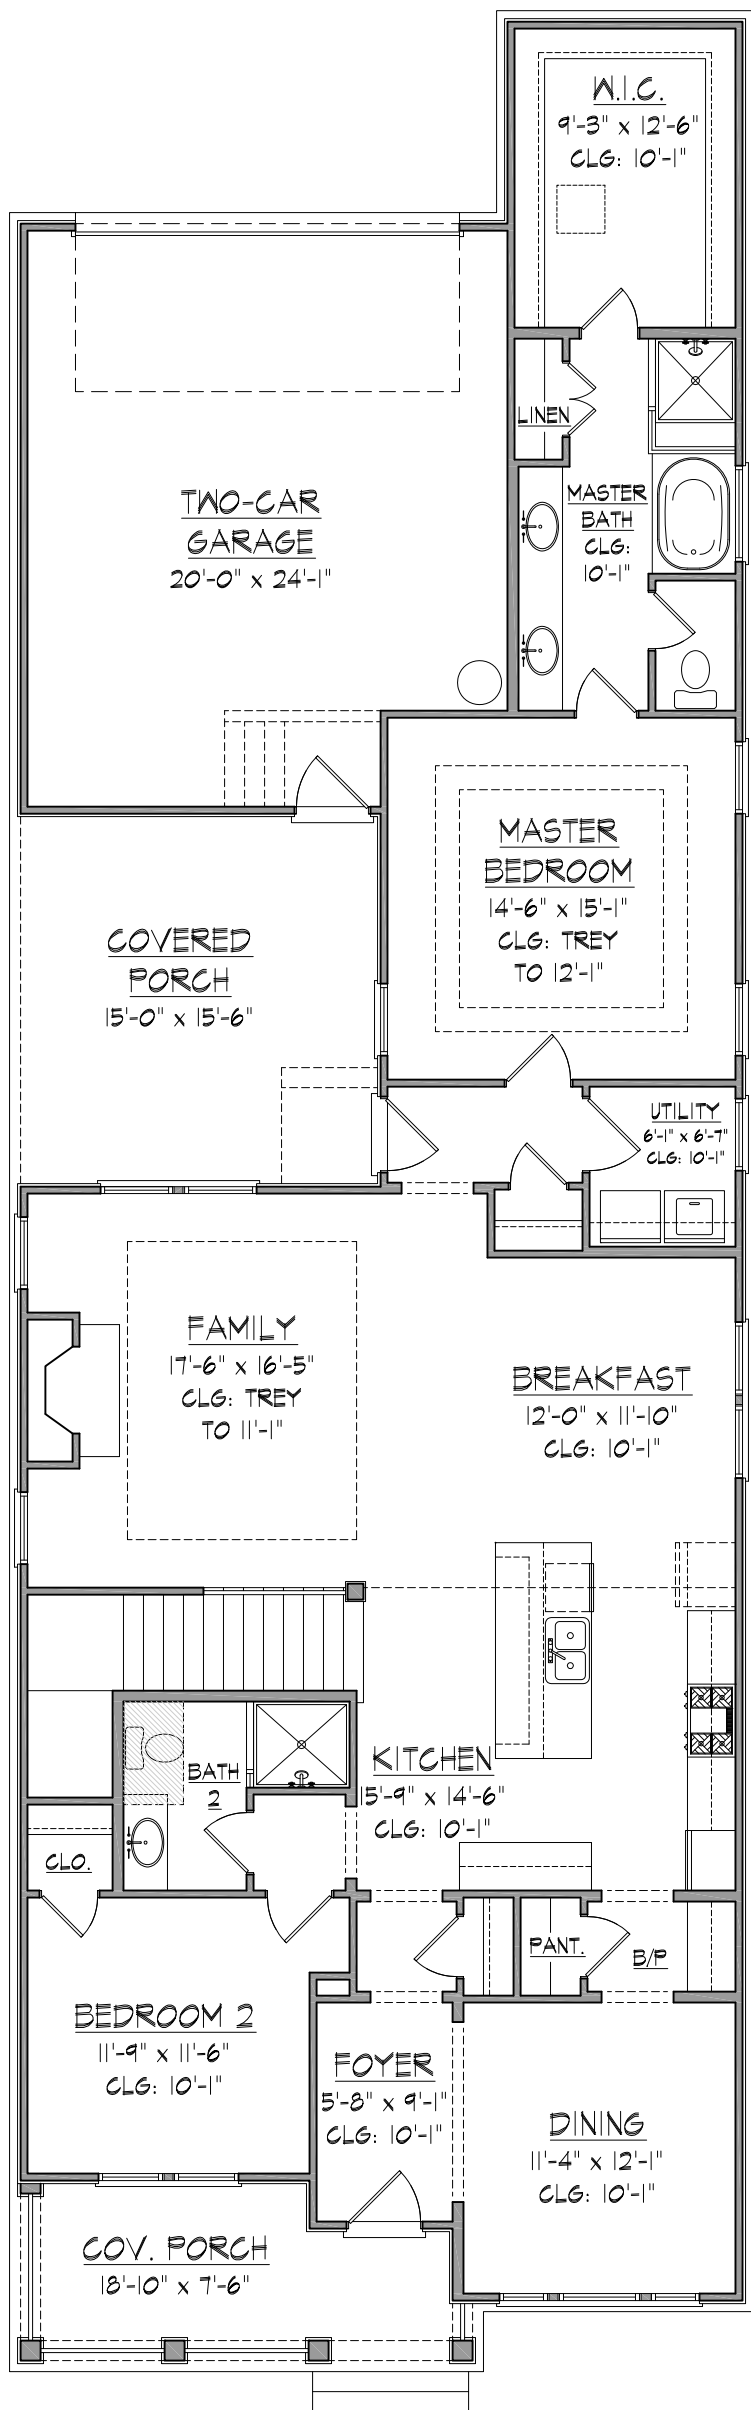 W.I.C.
9'-3" x 12'-6"
CLG: 10'-1"
LINEN
MASTER
BATH
CLG:
10'-1"
TWO-CAR
GARAGE
20'-0" x 24'-1"
MASTER
BEDROOM
14'-6" x 15'-1"
CLG: TREY
TO 12'-1"
COVERED
PORCH
15'-0" x 15'-6"
UTILITY
6'-1" x 6'-7"
CLG: 10'-1"
FAMILY
17'-6" x 16'-5"
CLG: TREY
TO 11'-1"
BREAKFAST
12'-0" x 11'-10"
CLG: 10'-1"
KITCHEN
15'-9" x 14'-6"
CLG: 10'-1"
BATH
2
CLO.
PANT.
B/P
BEDROOM 2
11'-9" x 11'-6"
CLG: 10'-1"
FOYER
5'-8" x 9'-1"
CLG: 10'-1"
DINING
11'-4" x 12'-1"
CLG: 10'-1"
COV. PORCH
18'-10" x 7'-6"